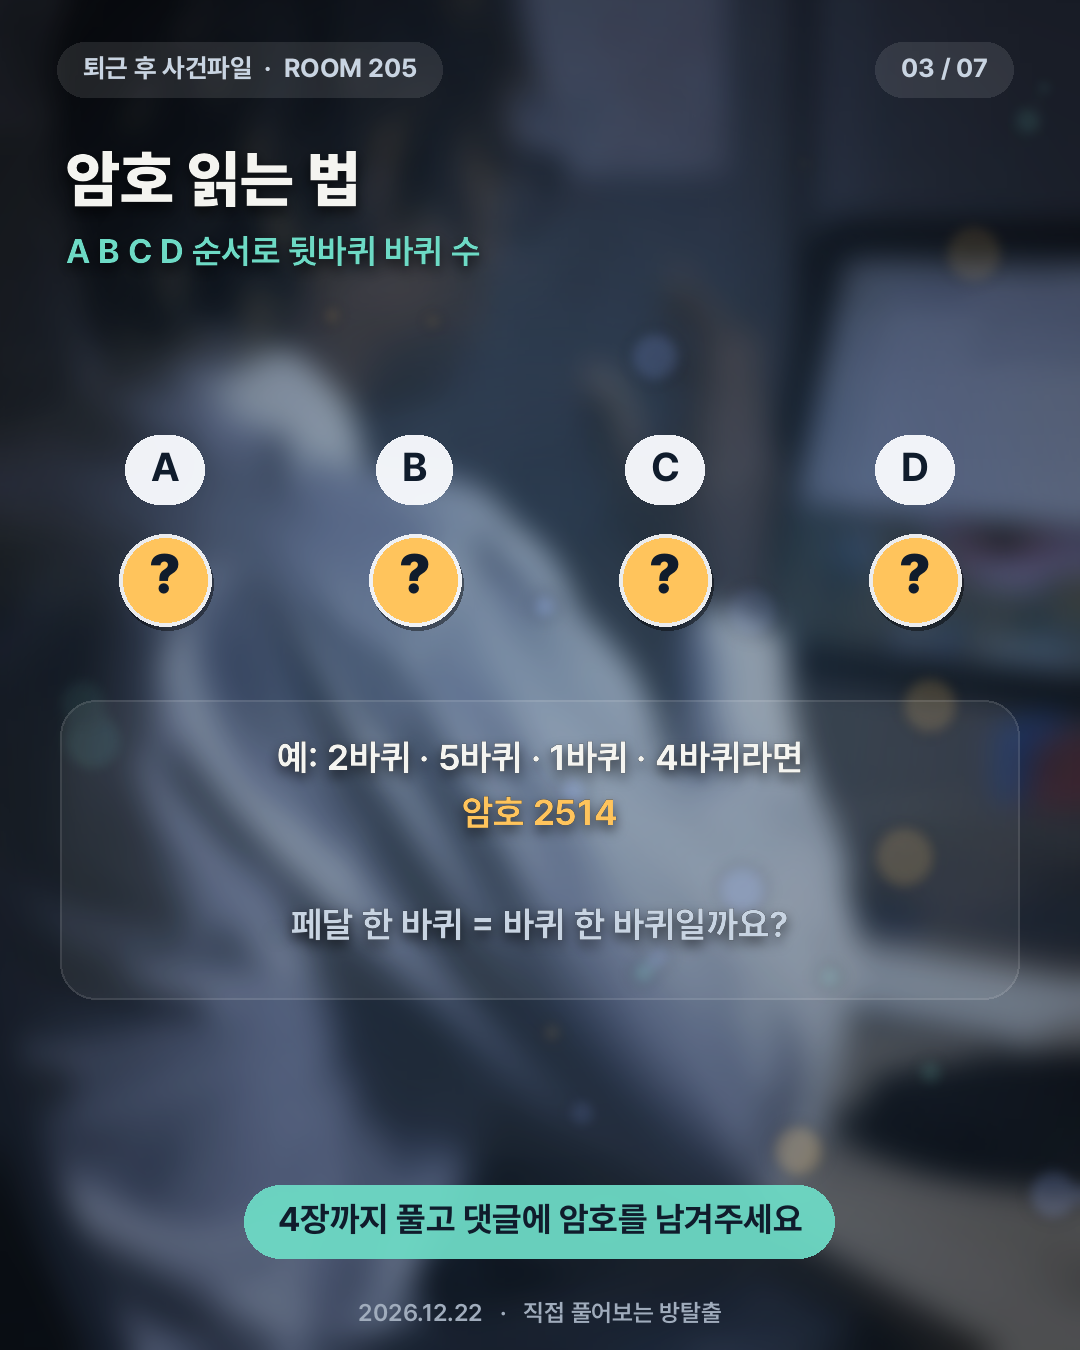 퇴근 후 사건파일 · ROOM 205
03 / 07
암호 읽는 법
A B C D 순서로 뒷바퀴 바퀴 수
A B C D
? ? ? ?
예: 2바퀴 · 5바퀴 · 1바퀴 · 4바퀴라면
암호 2514
페달 한 바퀴 = 바퀴 한 바퀴일까요?
4장까지 풀고 댓글에 암호를 남겨주세요
2026.12.22 · 직접 풀어보는 방탈출